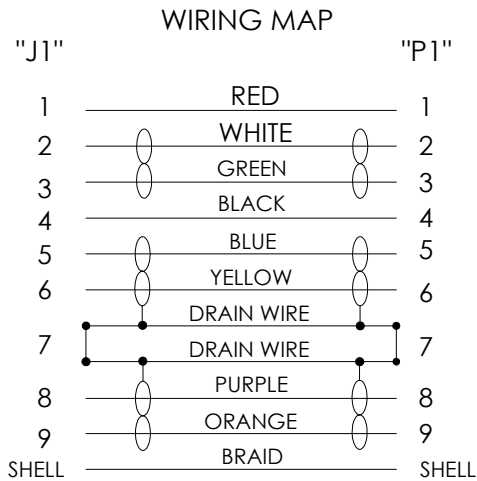 WIRING MAP
"J1" "P1"
1 RED 1
2 WHITE 2
3 GREEN 3
4 BLACK 4
5 BLUE 5
6 YELLOW 6
DRAIN WIRE
7 7
DRAIN WIRE
8 PURPLE 8
9 ORANGE 9
SHELL BRAID SHELL